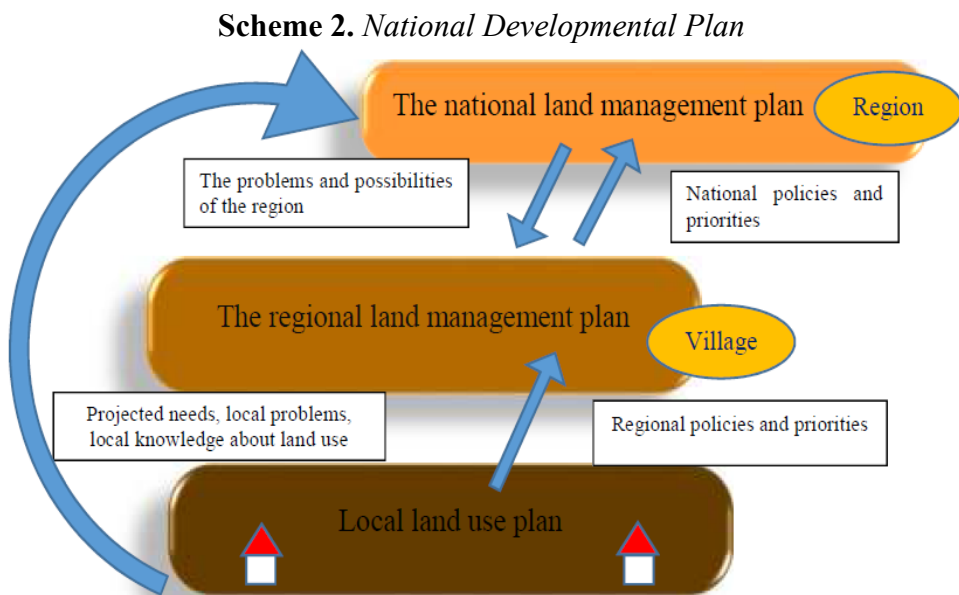 Scheme 2. National Developmental Plan
The national land management plan
Region
The problems and possibilities
of the region
National policies and
priorities
The regional land management plan
Village
Projected needs, local problems,
local knowledge about land use
Regional policies and priorities
Local land use plan